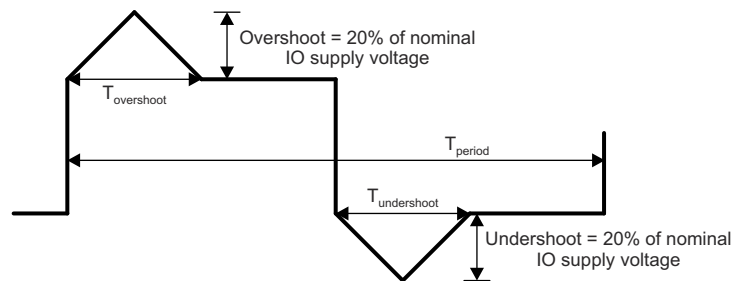 Overshoot = 20% of nominal
IO supply voltage
Tovershoot
Tperiod
Tundershoot
Undershoot = 20% of nominal
IO supply voltage